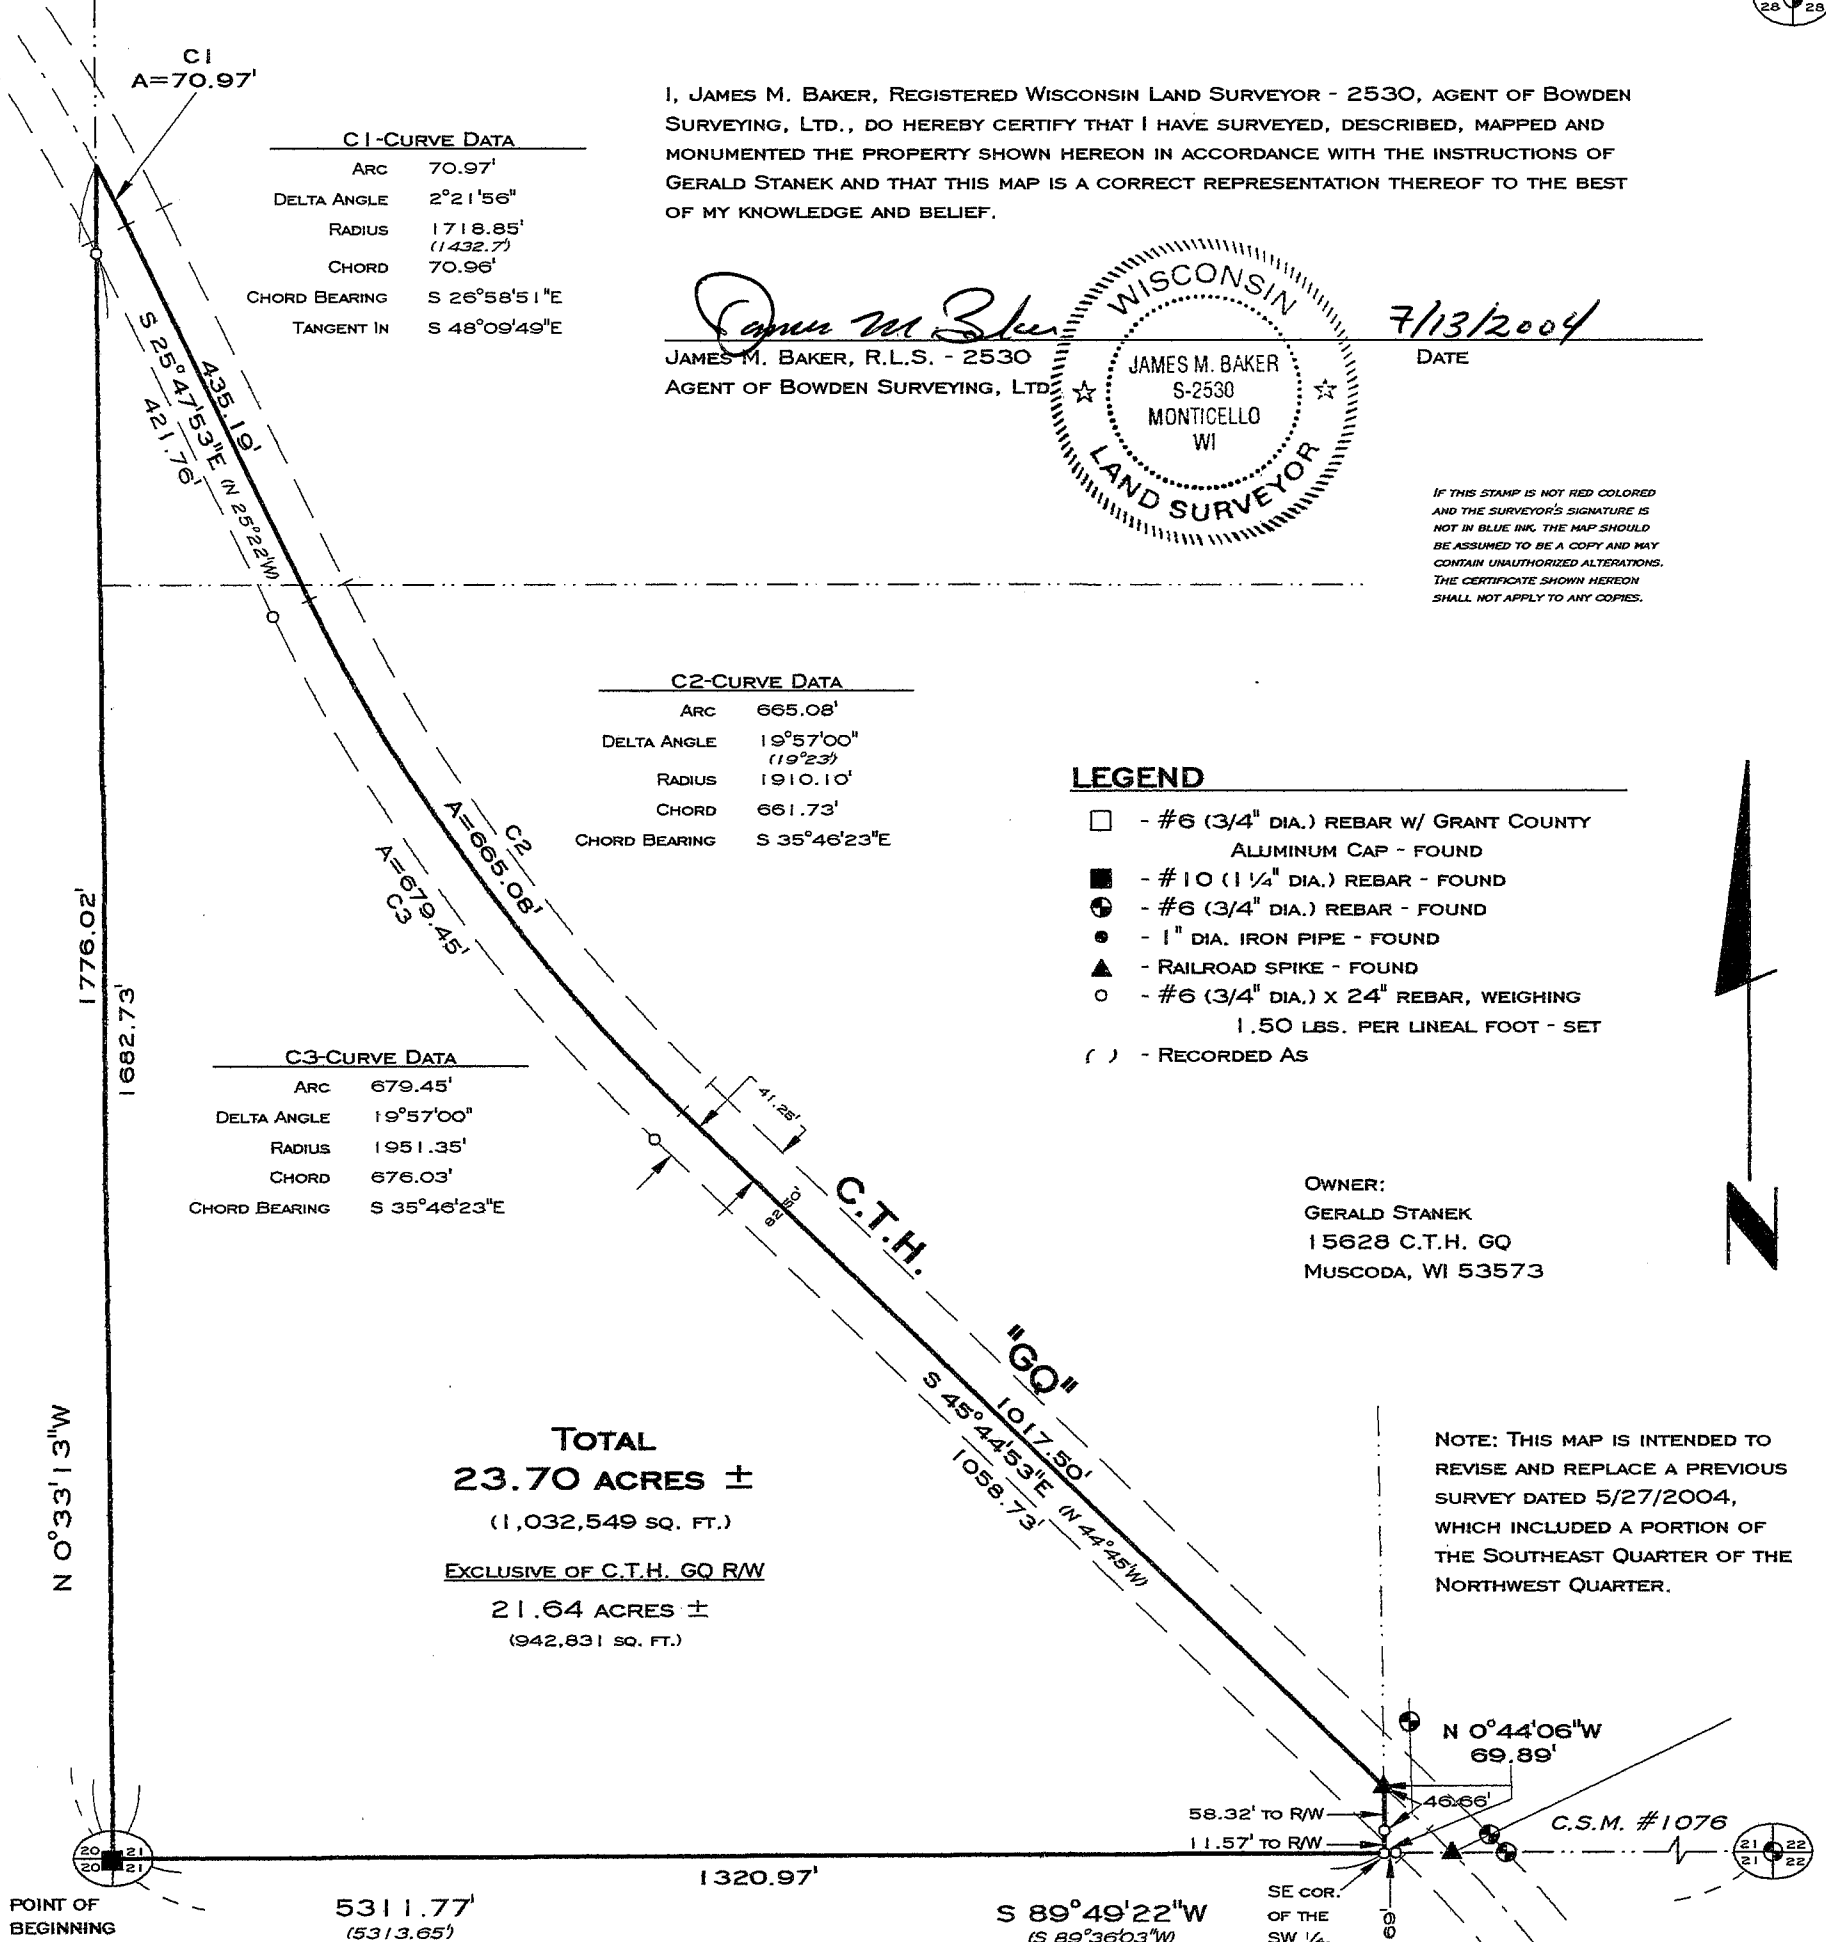 28 28
C1
A=70.97'
C1-CURVE DATA
ARC 70.97'
DELTA ANGLE 2°21'56"
RADIUS 1718.85'
(1432.7')
CHORD 70.96'
CHORD BEARING S 26°58'51"E
TANGENT IN S 48°09'49"E
I, JAMES M. BAKER, REGISTERED WISCONSIN LAND SURVEYOR - 2530, AGENT OF BOWDEN
SURVEYING, LTD., DO HEREBY CERTIFY THAT I HAVE SURVEYED, DESCRIBED, MAPPED AND
MONUMENTED THE PROPERTY SHOWN HEREON IN ACCORDANCE WITH THE INSTRUCTIONS OF
GERALD STANEK AND THAT THIS MAP IS A CORRECT REPRESENTATION THEREOF TO THE BEST
OF MY KNOWLEDGE AND BELIEF.
James M Baker
7/13/2004
JAMES M. BAKER, R.L.S. - 2530
DATE
AGENT OF BOWDEN SURVEYING, LTD
WISCONSIN
JAMES M. BAKER
S-2530
MONTICELLO
WI
LAND SURVEYOR
IF THIS STAMP IS NOT RED COLORED
AND THE SURVEYOR'S SIGNATURE IS
NOT IN BLUE INK, THE MAP SHOULD
BE ASSUMED TO BE A COPY AND MAY
CONTAIN UNAUTHORIZED ALTERATIONS.
THE CERTIFICATE SHOWN HEREON
SHALL NOT APPLY TO ANY COPIES.
435.19'
S 25°47'53"E (N 25°22'W)
421.76'
C2-CURVE DATA
ARC 665.08'
DELTA ANGLE 19°57'00"
(19°23')
RADIUS 1910.10'
CHORD 661.73'
CHORD BEARING S 35°46'23"E
C2
A=665.08'
A=679.45'
C3
LEGEND
- #6 (3/4" DIA.) REBAR W/ GRANT COUNTY
ALUMINUM CAP - FOUND
- #10 (1 1/4" DIA.) REBAR - FOUND
- #6 (3/4" DIA.) REBAR - FOUND
- 1" DIA. IRON PIPE - FOUND
- RAILROAD SPIKE - FOUND
- #6 (3/4" DIA.) X 24" REBAR, WEIGHING
1.50 LBS. PER LINEAL FOOT - SET
( ) - RECORDED AS
1776.02'
1682.73'
C3-CURVE DATA
ARC 679.45'
DELTA ANGLE 19°57'00"
RADIUS 1951.35'
CHORD 676.03'
CHORD BEARING S 35°46'23"E
41.25'
82.50'
C.T.H. "GQ"
N
OWNER:
GERALD STANEK
15628 C.T.H. GQ
MUSCODA, WI 53573
1017.50'
S 45°44'53"E (N 44°45'W)
1058.73'
N 0°33'13"W
TOTAL
23.70 ACRES ±
(1,032,549 SQ. FT.)
EXCLUSIVE OF C.T.H. GQ R/W
21.64 ACRES ±
(942,831 SQ. FT.)
NOTE: THIS MAP IS INTENDED TO
REVISE AND REPLACE A PREVIOUS
SURVEY DATED 5/27/2004,
WHICH INCLUDED A PORTION OF
THE SOUTHEAST QUARTER OF THE
NORTHWEST QUARTER.
N 0°44'06"W
69.89'
46.66'
58.32' TO R/W
11.57' TO R/W
C.S.M. #1076
20 21
20 21
21 22
21 22
1320.97'
POINT OF
BEGINNING
5311.77'
(5313.65')
S 89°49'22"W
(S 89°36'03"W)
SE COR.
OF THE
SW 1/4,
69'